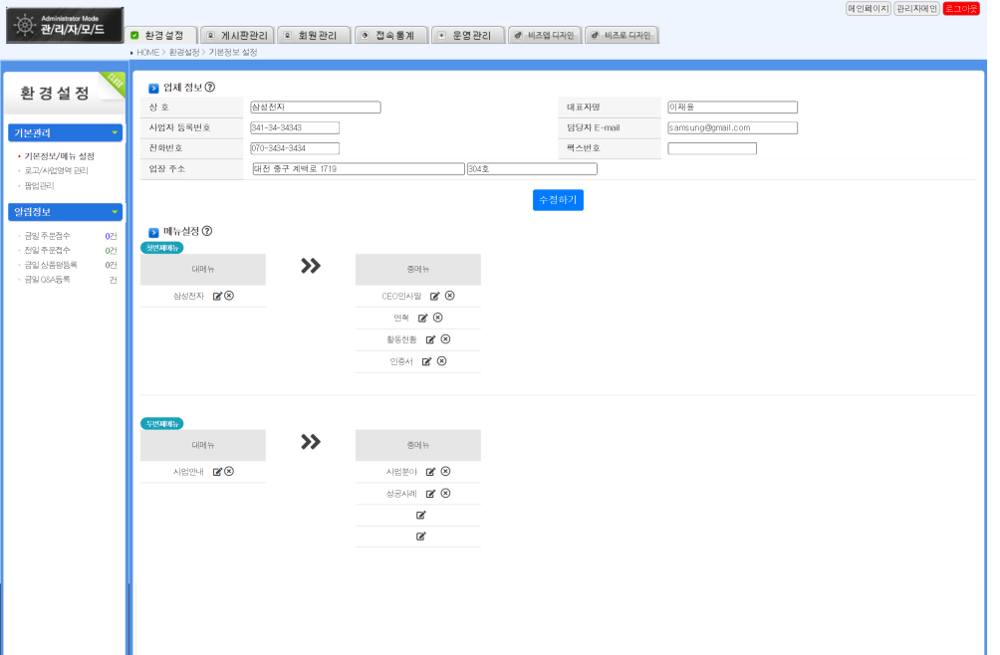 메인페이지 관리자메인 로그아웃
Administrator Mode
관/리/자/모/드
환경설정 게시판관리 회원관리 접속통계 운영관리 비즈앱 디자인 비즈로 디자인
HOME > 환경설정 > 기본정보 설정
환경설정
기본관리
기본정보/메뉴 설정
로고/사업영역 관리
팝업관리
알림정보
금일 주문접수 0건
전일 주문접수 0건
금일 상품평등록 0건
금일 Q&A등록 건
업체 정보
상 호 삼성전자 대표자명 이재용
사업자 등록번호 341-34-34343 담당자 E-mail samsung@gmail.com
전화번호 070-3434-3434 팩스번호
업장 주소 대전 중구 계백로 1719 304호
수정하기
메뉴설정
첫번째메뉴
대메뉴 중메뉴
삼성전자 CEO인사말
연혁
활동현황
인증서
두번째메뉴
대메뉴 중메뉴
사업안내 사업분야
성공사례